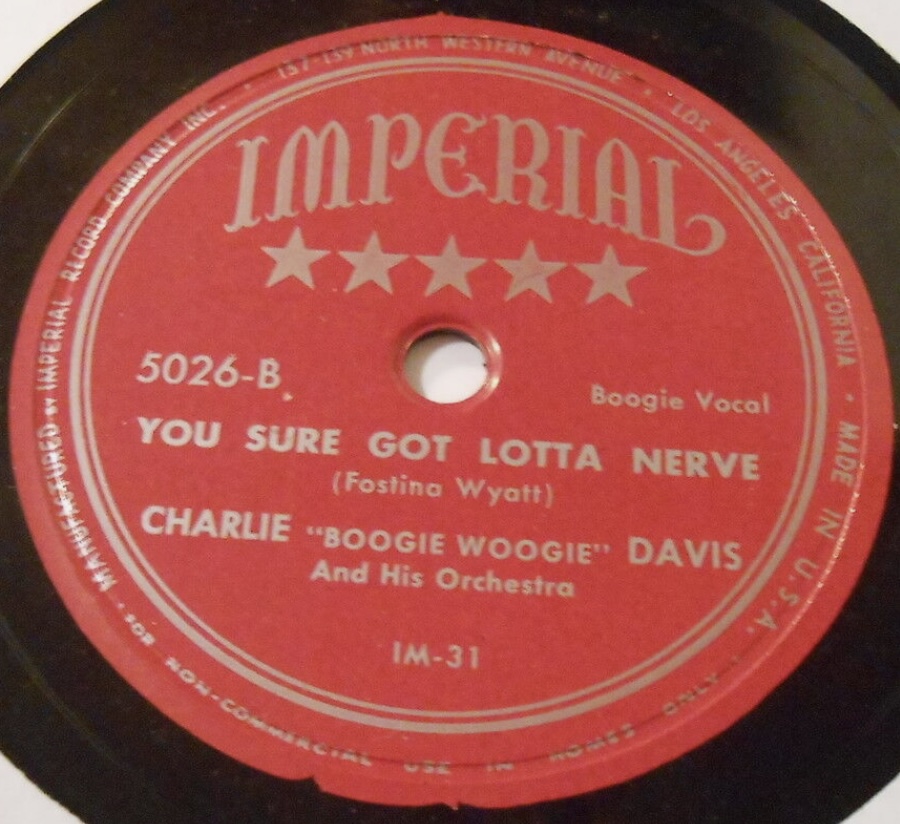 IMPERIAL
5026-B
Boogie Vocal
YOU SURE GOT LOTTA NERVE
(Fostina Wyatt)
CHARLIE "BOOGIE WOOGIE" DAVIS
And His Orchestra
IM-31
MANUFACTURED BY IMPERIAL RECORD COMPANY INC. • 137-139 NORTH WESTERN AVENUE • LOS ANGELES CALIFORNIA • MADE IN U.S.A. • FOR NON-COMMERCIAL USE IN HOMES ONLY •